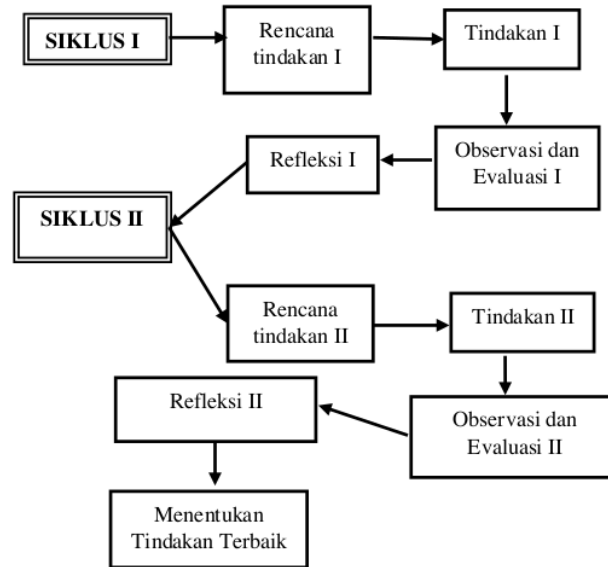 SIKLUS I
Rencana
tindakan I
Tindakan I
Observasi dan
Evaluasi I
Refleksi I
SIKLUS II
Rencana
tindakan II
Tindakan II
Observasi dan
Evaluasi II
Refleksi II
Menentukan
Tindakan Terbaik